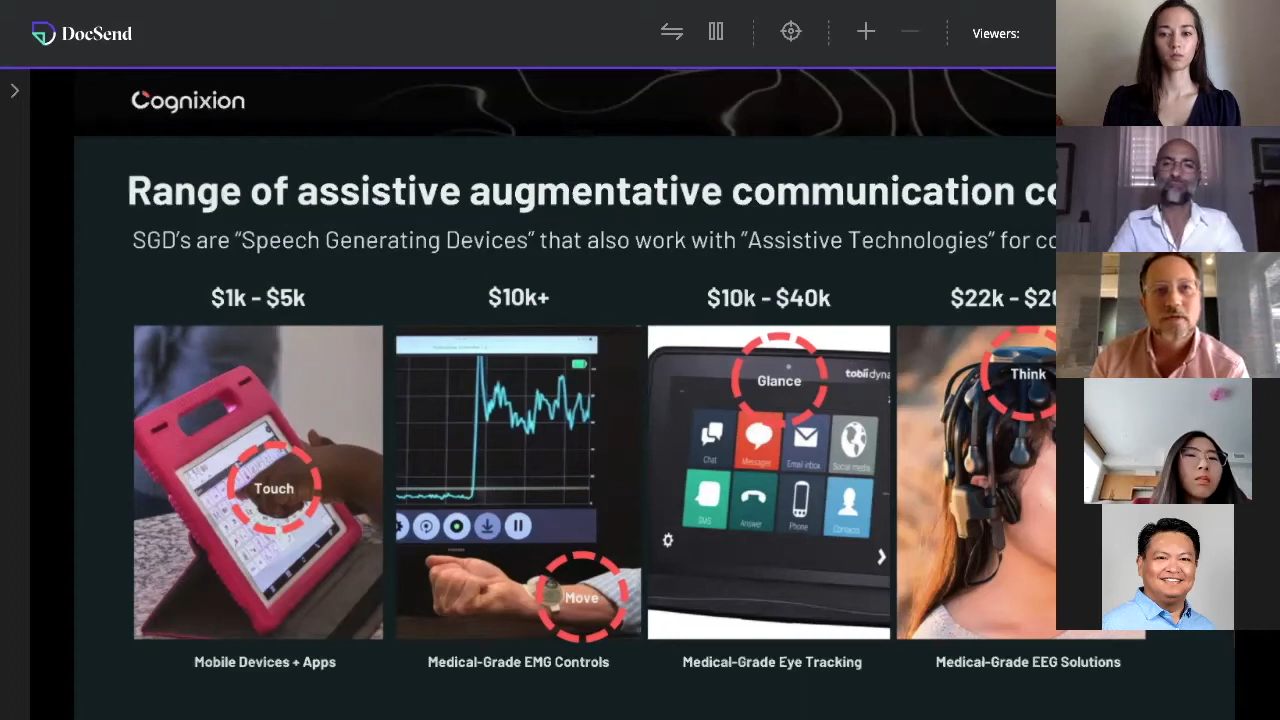 DocSend
Viewers:
Cognixion
Range of assistive augmentative communication co
SGD's are “Speech Generating Devices” that also work with ”Assistive Technologies” for co
$1k - $5k
$10k+
$10k - $40k
$22k - $20
Touch
Move
Glance
tobii dyna
Chat
Messages
Email inbox
Social media
SMS
Answer
Phone
Contacts
Think
Mobile Devices + Apps
Medical-Grade EMG Controls
Medical-Grade Eye Tracking
Medical-Grade EEG Solutions